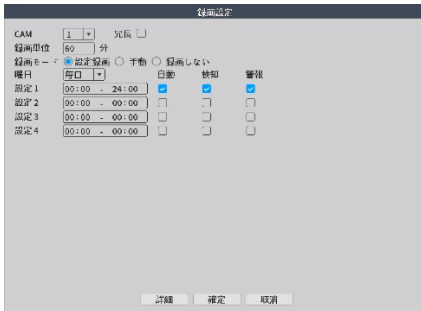 録画設定
CAM 1 冗長
録画単位 60 分
録画モード 設定録画 手動 録画しない
曜日 毎日 自動 検知 警報
設定1 00:00 - 24:00
設定2 00:00 - 00:00
設定3 00:00 - 00:00
設定4 00:00 - 00:00
詳細 確定 取消